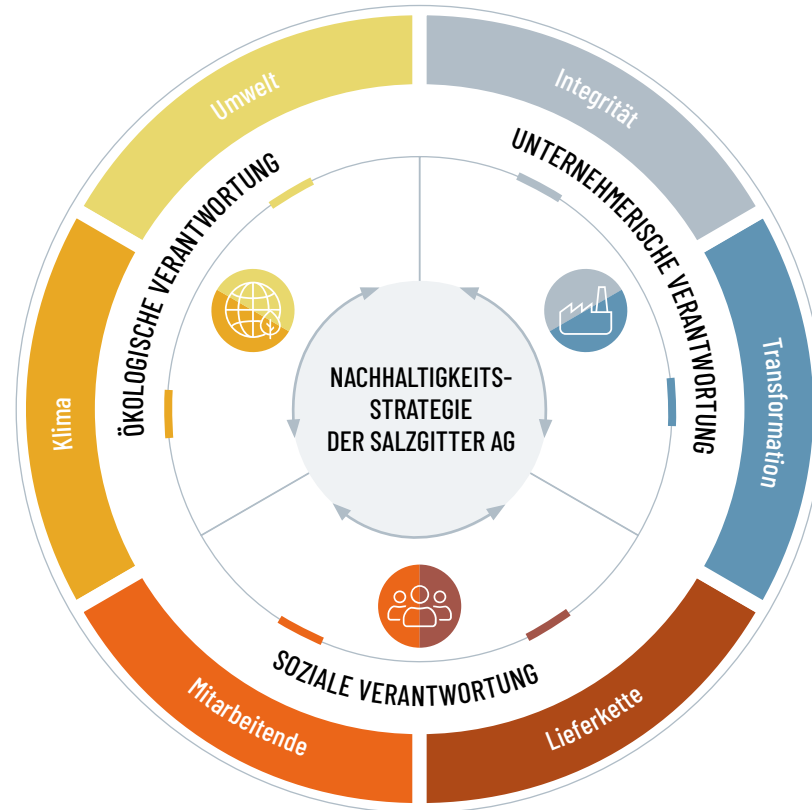 Umwelt
Integrität
ÖKOLOGISCHE VERANTWORTUNG
UNTERNEHMERISCHE VERANTWORTUNG
Klima
NACHHALTIGKEITS-
STRATEGIE
DER SALZGITTER AG
Transformation
SOZIALE VERANTWORTUNG
Mitarbeitende
Lieferkette